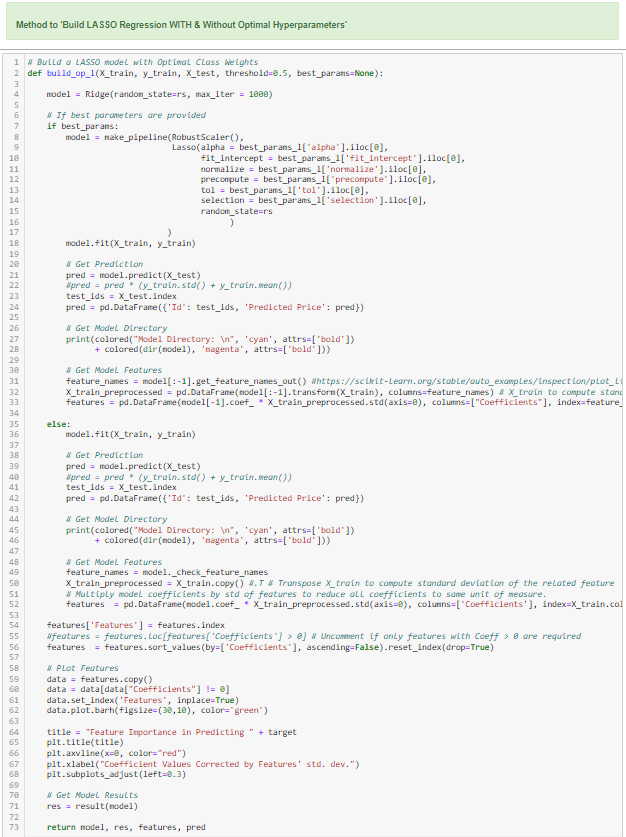 Method to 'Build LASSO Regression WITH & Without Optimal Hyperparameters'
1 # Build a LASSO model with Optimal Class Weights
2 def build_op_l(X_train, y_train, X_test, threshold=0.5, best_params=None):
3
4 model = Ridge(random_state=rs, max_iter = 1000)
5
6 # If best parameters are provided
7 if best_params:
8 model = make_pipeline(RobustScaler(),
9 Lasso(alpha = best_params_l['alpha'].iloc[0],
10 fit_intercept = best_params_l['fit_intercept'].iloc[0],
11 normalize = best_params_l['normalize'].iloc[0],
12 precompute = best_params_l['precompute'].iloc[0],
13 tol = best_params_l['tol'].iloc[0],
14 selection = best_params_l['selection'].iloc[0],
15 random_state=rs
16 )
17 )
18 model.fit(X_train, y_train)
19
20 # Get Prediction
21 pred = model.predict(X_test)
22 #pred = pred * (y_train.std() + y_train.mean())
23 test_ids = X_test.index
24 pred = pd.DataFrame({'Id': test_ids, 'Predicted Price': pred})
25
26 # Get Model Directory
27 print(colored("Model Directory: \n", 'cyan', attrs=['bold'])
28 + colored(dir(model), 'magenta', attrs=['bold']))
29
30 # Get Model Features
31 feature_names = model[:-1].get_feature_names_out() #https://scikit-learn.org/stable/auto_examples/inspection/plot_li
32 X_train_preprocessed = pd.DataFrame(model[:-1].transform(X_train), columns=feature_names) # X_train to compute stand
33 features = pd.DataFrame(model[-1].coef_ * X_train_preprocessed.std(axis=0), columns=["Coefficients"], index=feature_
34
35 else:
36 model.fit(X_train, y_train)
37
38 # Get Prediction
39 pred = model.predict(X_test)
40 #pred = pred * (y_train.std() + y_train.mean())
41 test_ids = X_test.index
42 pred = pd.DataFrame({'Id': test_ids, 'Predicted Price': pred})
43
44 # Get Model Directory
45 print(colored("Model Directory: \n", 'cyan', attrs=['bold'])
46 + colored(dir(model), 'magenta', attrs=['bold']))
47
48 # Get Model Features
49 feature_names = model._check_feature_names
50 X_train_preprocessed = X_train.copy() #.T # Transpose X_train to compute standard deviation of the related feature
51 # Multiply model coefficients by std of features to reduce all coefficients to same unit of measure.
52 features = pd.DataFrame(model.coef_ * X_train_preprocessed.std(axis=0), columns=['Coefficients'], index=X_train.col
53
54 features['Features'] = features.index
55 #features = features.loc[features['Coefficients'] > 0] # Uncomment if only features with Coeff > 0 are required
56 features = features.sort_values(by=['Coefficients'], ascending=False).reset_index(drop=True)
57
58 # Plot Features
59 data = features.copy()
60 data = data[data["Coefficients"] != 0]
61 data.set_index('Features', inplace=True)
62 data.plot.barh(figsize=(30,10), color='green')
63
64 title = "Feature Importance in Predicting " + target
65 plt.title(title)
66 plt.axvline(x=0, color="red")
67 plt.xlabel("Coefficient Values Corrected by Features' std. dev.")
68 plt.subplots_adjust(left=0.3)
69
70 # Get Model Results
71 res = result(model)
72
73 return model, res, features, pred